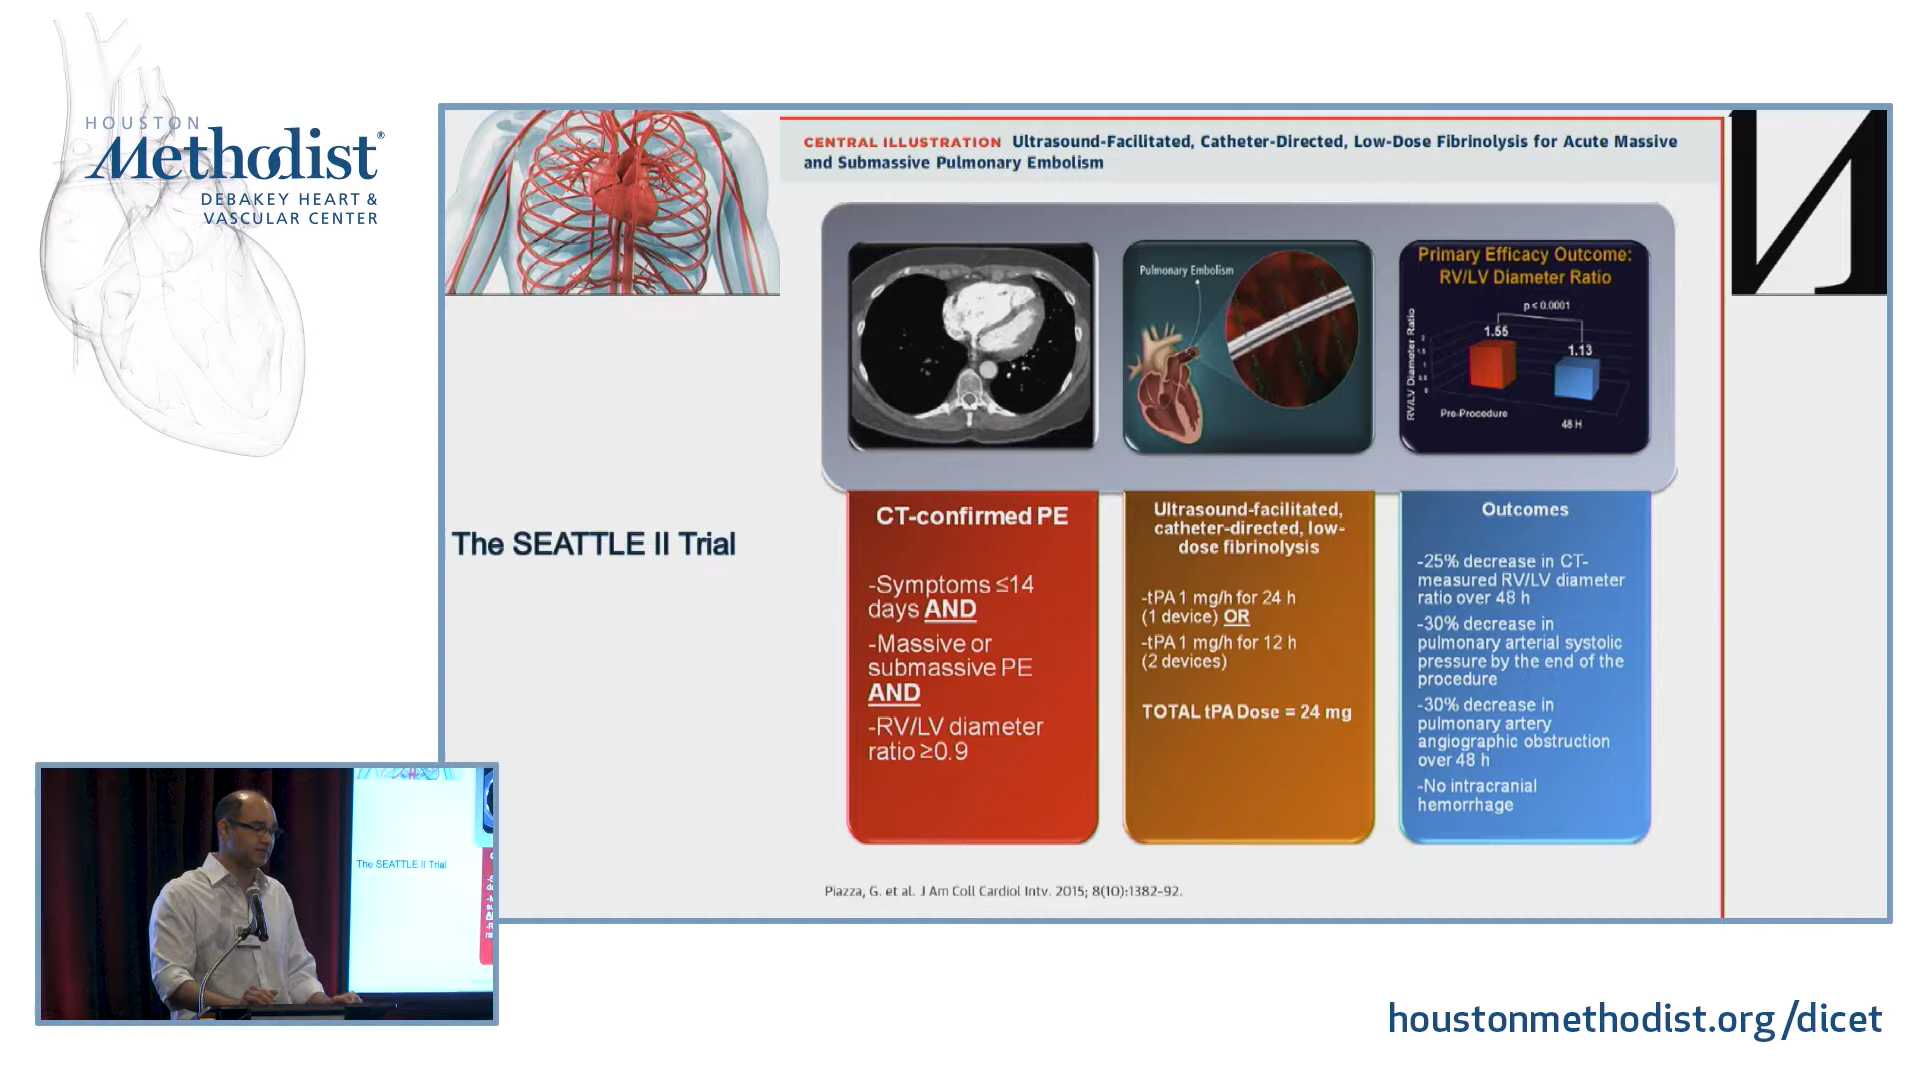 HOUSTON
Methodist®
DEBAKEY HEART &
VASCULAR CENTER
CENTRAL ILLUSTRATION Ultrasound-Facilitated, Catheter-Directed, Low-Dose Fibrinolysis for Acute Massive
and Submassive Pulmonary Embolism
Pulmonary Embolism
Primary Efficacy Outcome:
RV/LV Diameter Ratio
p < 0.0001
1.55
1.13
RV/LV Diameter Ratio
2
1.5
1
0.5
0
Pre-Procedure
48 H
The SEATTLE II Trial
CT-confirmed PE
-Symptoms ≤14
days AND
-Massive or
submassive PE
AND
-RV/LV diameter
ratio ≥0.9
Ultrasound-facilitated,
catheter-directed, low-
dose fibrinolysis
-tPA 1 mg/h for 24 h
(1 device) OR
-tPA 1 mg/h for 12 h
(2 devices)
TOTAL tPA Dose = 24 mg
Outcomes
-25% decrease in CT-
measured RV/LV diameter
ratio over 48 h
-30% decrease in
pulmonary arterial systolic
pressure by the end of the
procedure
-30% decrease in
pulmonary artery
angiographic obstruction
over 48 h
-No intracranial
hemorrhage
Piazza, G. et al. J Am Coll Cardiol Intv. 2015; 8(10):1382-92.
The SEATTLE II Trial
houstonmethodist.org/dicet